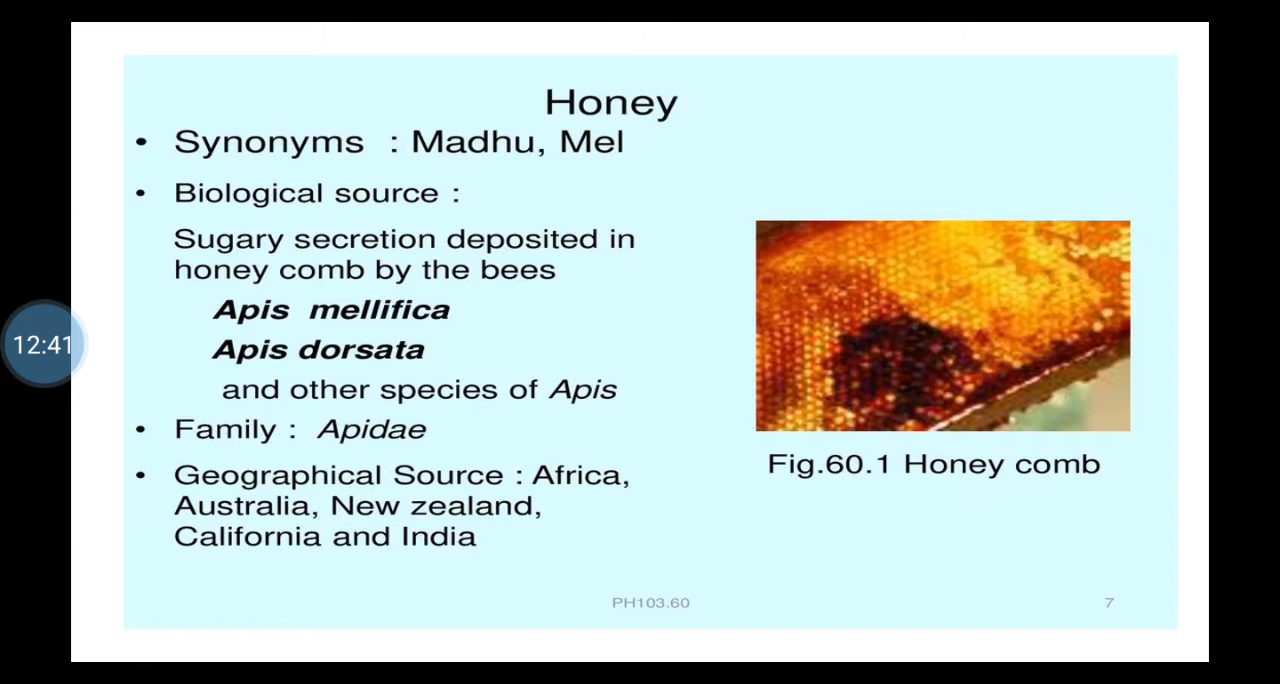 Honey
• Synonyms : Madhu, Mel
• Biological source :
Sugary secretion deposited in
honey comb by the bees
Apis mellifica
Apis dorsata
and other species of Apis
• Family : Apidae
• Geographical Source : Africa,
Australia, New zealand,
California and India
Fig.60.1 Honey comb
PH103.60
7
12:41